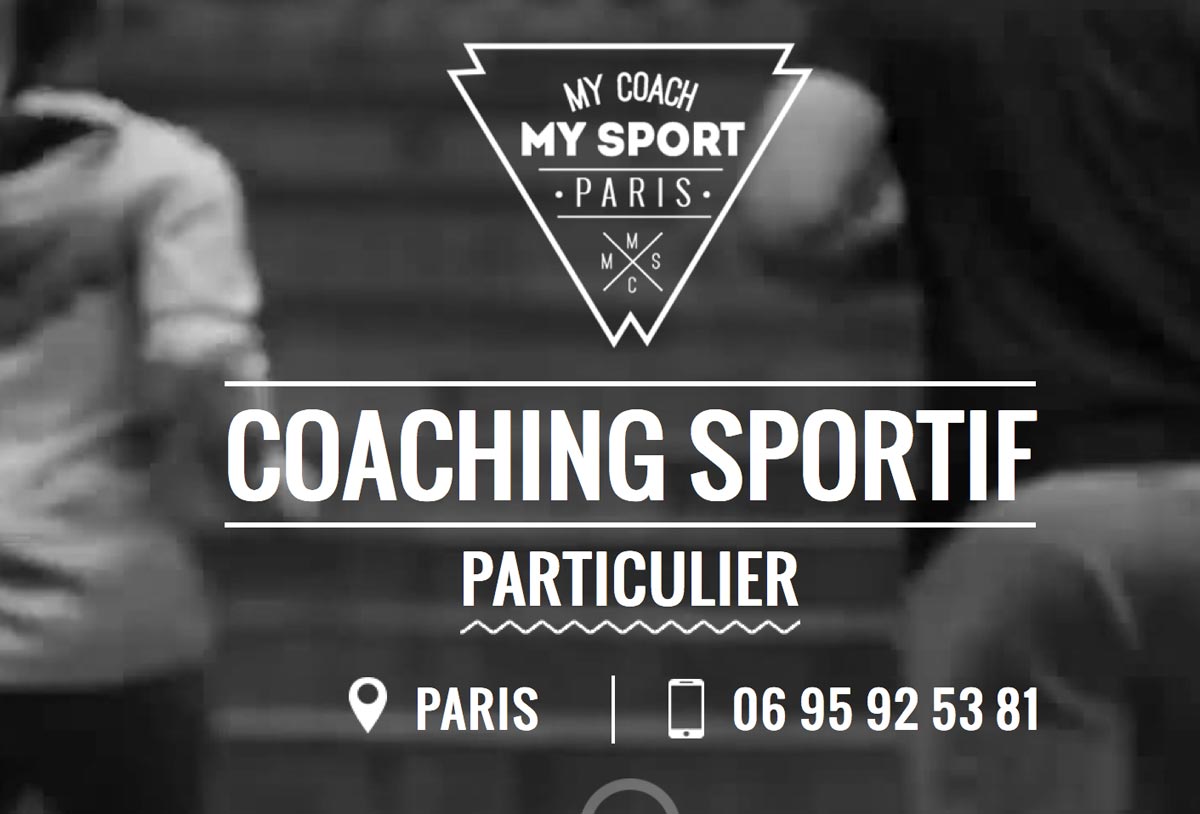 MY COACH
MY SPORT
· PARIS ·
M
M S
C
COACHING SPORTIF
PARTICULIER
PARIS | 06 95 92 53 81